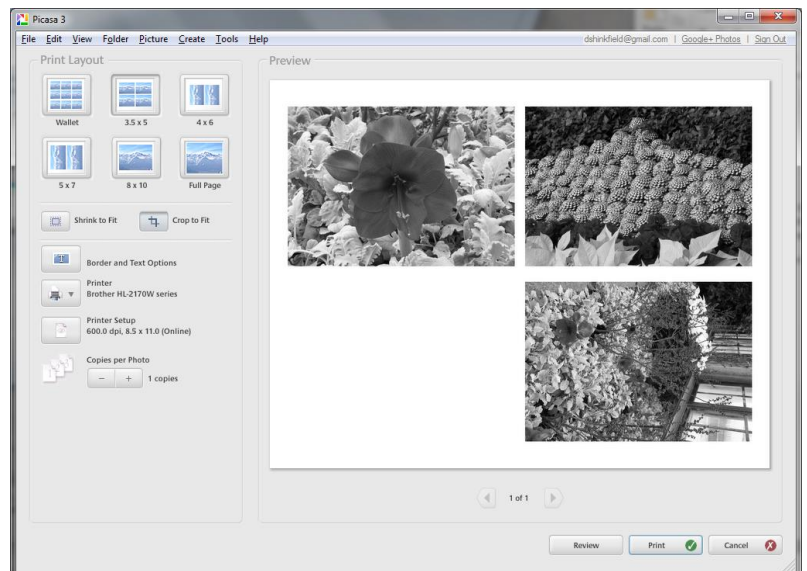 Picasa 3
File Edit View Folder Picture Create Tools Help
dshinkfield@gmail.com | Google+ Photos | Sign Out
Print Layout
Preview
Wallet 3.5 x 5 4 x 6
5 x 7 8 x 10 Full Page
Shrink to Fit Crop to Fit
Border and Text Options
Printer
Brother HL-2170W series
Printer Setup
600.0 dpi, 8.5 x 11.0 (Online)
Copies per Photo
− + 1 copies
1 of 1
Review Print Cancel